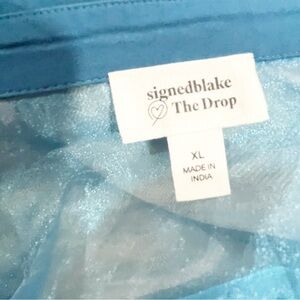 signedblake
The Drop
XL
MADE IN
INDIA